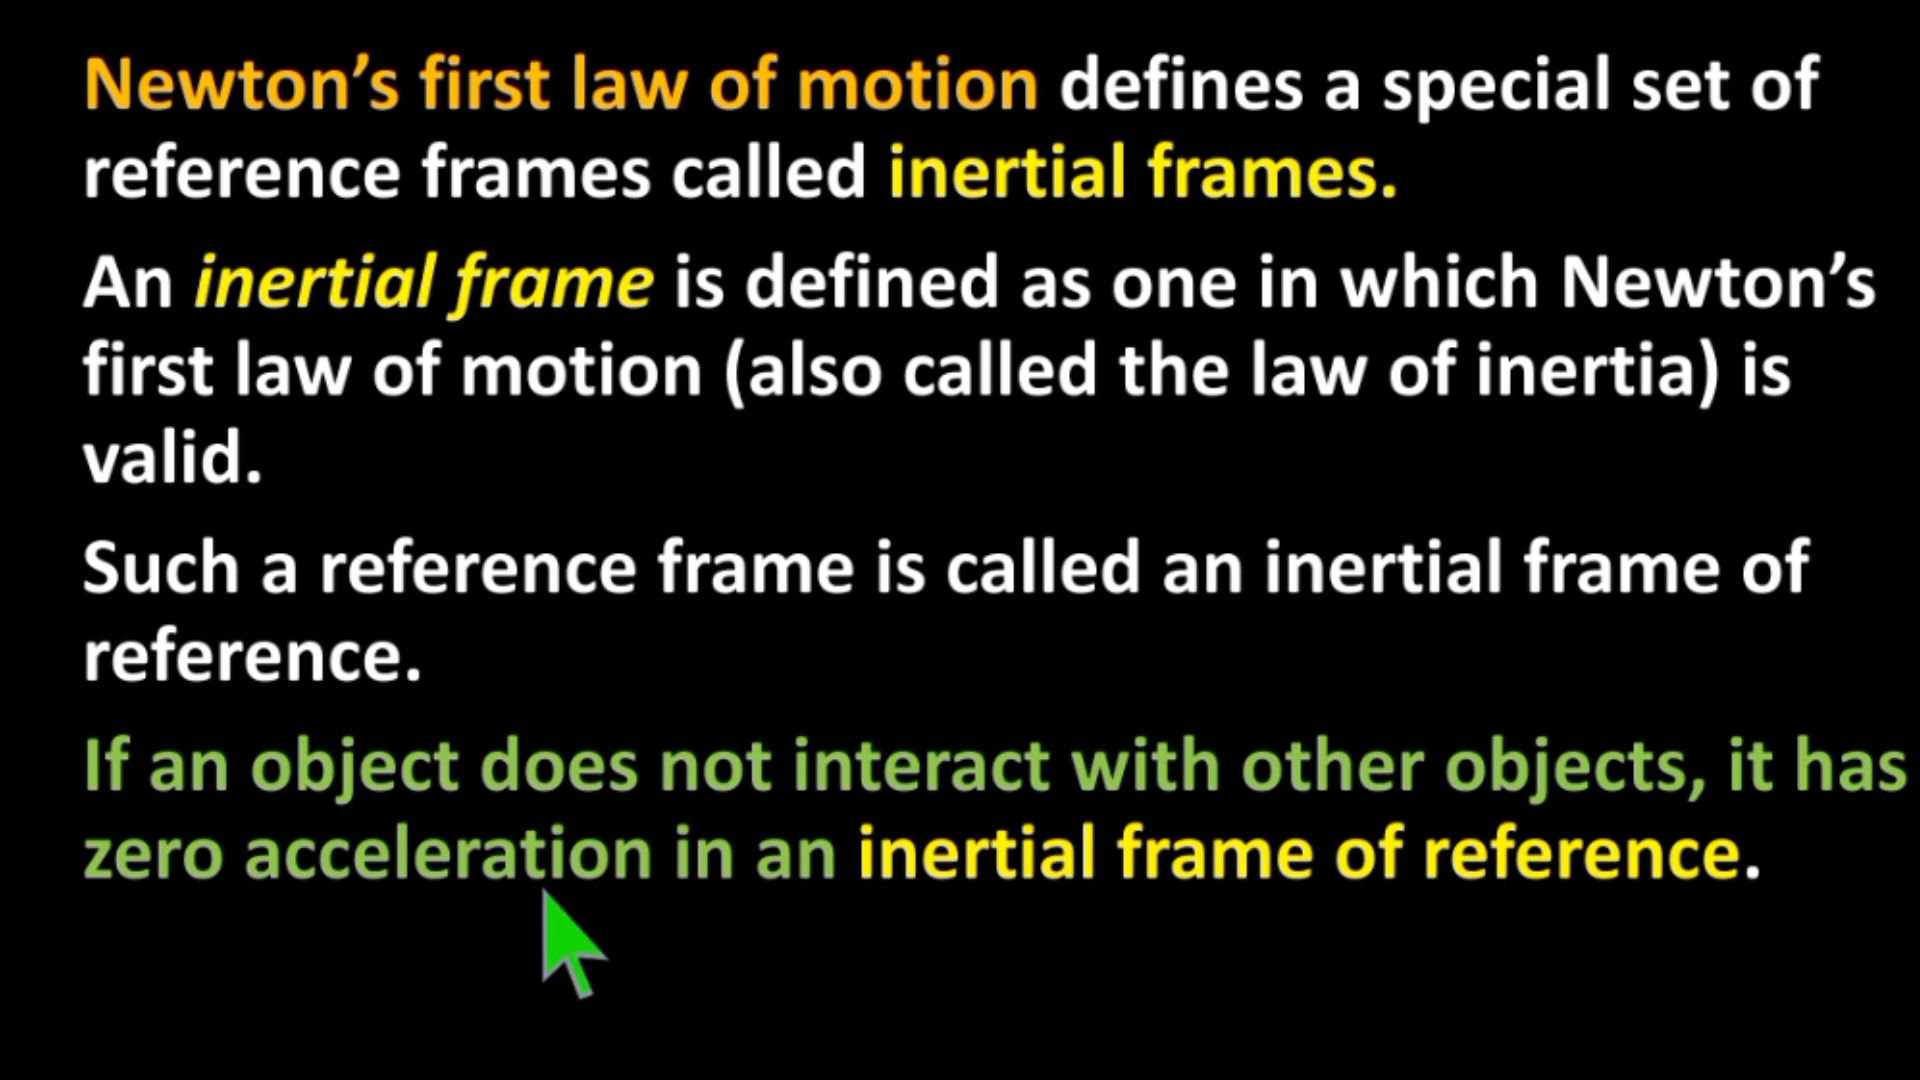 Newton’s first law of motion defines a special set of
reference frames called inertial frames.
An inertial frame is defined as one in which Newton’s
first law of motion (also called the law of inertia) is
valid.
Such a reference frame is called an inertial frame of
reference.
If an object does not interact with other objects, it has
zero acceleration in an inertial frame of reference.